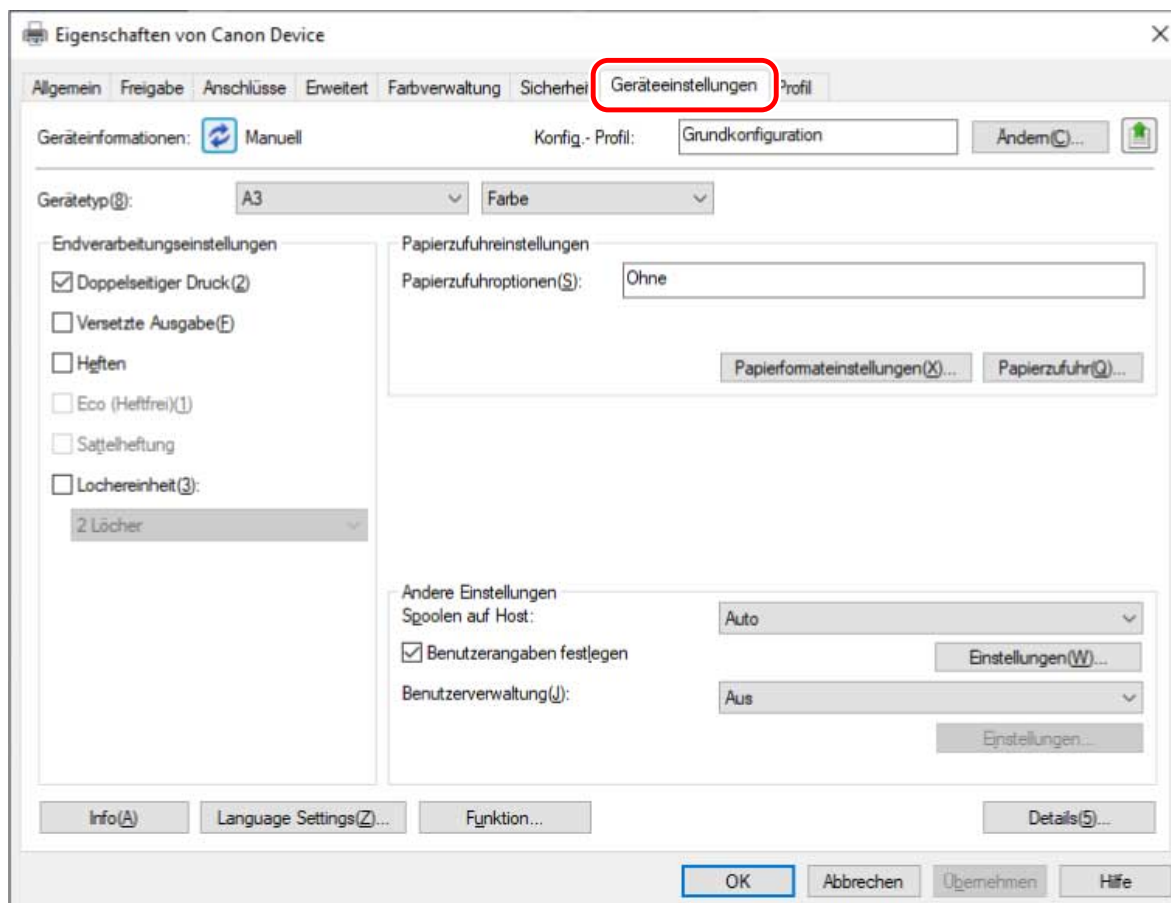 Eigenschaften von Canon Device
Allgemein Freigabe Anschlüsse Erweitert Farbverwaltung Sicherhei Geräteeinstellungen Profil
Geräteinformationen: Manuell Konfig.- Profil: Grundkonfiguration Ändern(C)...
Gerätetyp(8): A3 Farbe
Endverarbeitungseinstellungen
Doppelseitiger Druck(2)
Versetzte Ausgabe(F)
Heften
Eco (Heftfrei)(1)
Sattelheftung
Lochereinheit(3):
2 Löcher
Papierzufuhreinstellungen
Papierzufuhroptionen(S): Ohne
Papierformateinstellungen(X)... Papierzufuhr(Q)...
Andere Einstellungen
Spoolen auf Host: Auto
Benutzerangaben festlegen Einstellungen(W)...
Benutzerverwaltung(J): Aus
Einstellungen...
Info(A) Language Settings(Z)... Funktion... Details(5)...
OK Abbrechen Übernehmen Hilfe